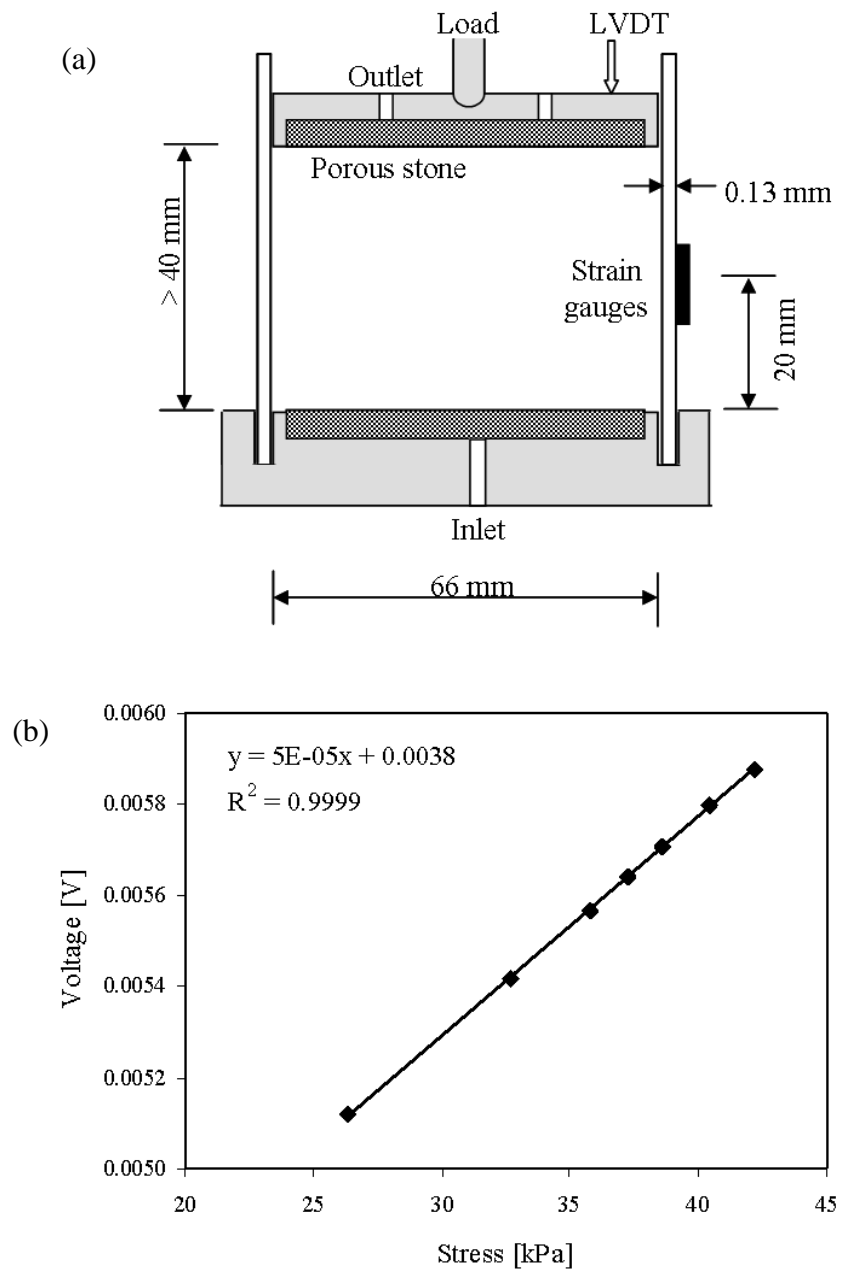 (a)
Load
LVDT
Outlet
Porous stone
0.13 mm
> 40 mm
Strain
gauges
20 mm
Inlet
66 mm
(b)
0.0060
y = 5E-05x + 0.0038
R² = 0.9999
0.0058
0.0056
0.0054
0.0052
0.0050
Voltage [V]
20 25 30 35 40 45
Stress [kPa]